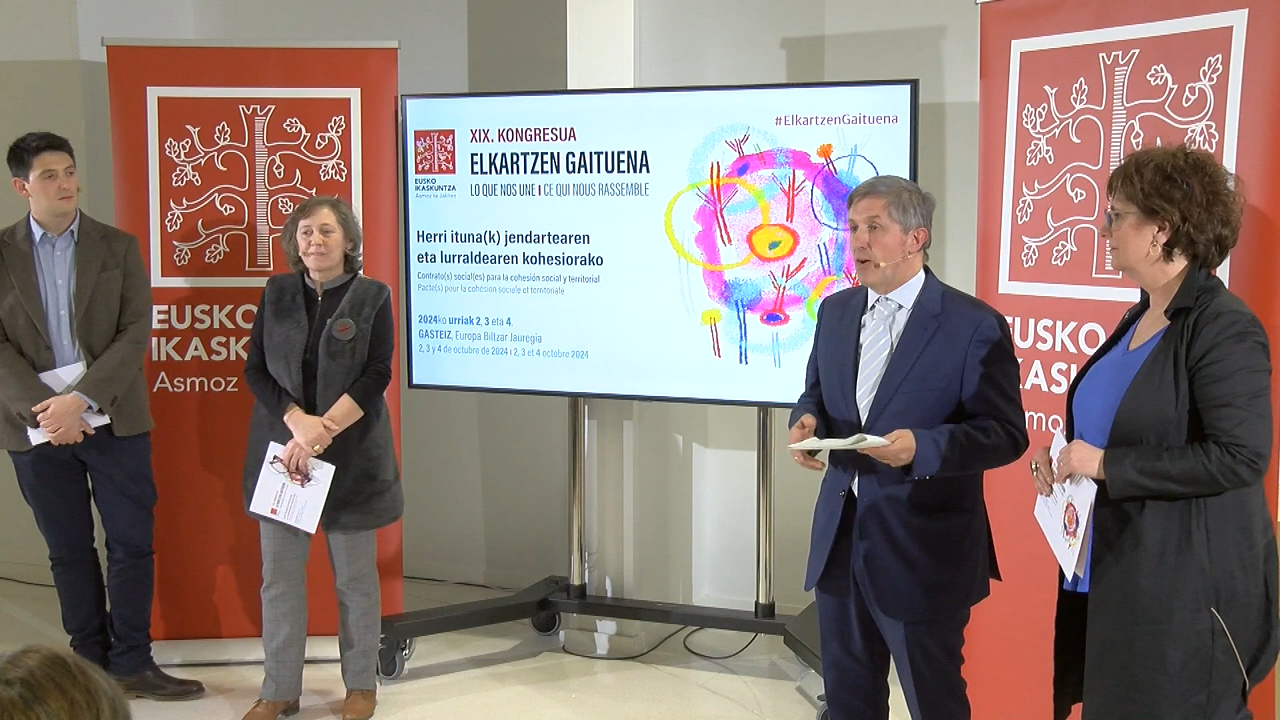 EUSKO
IKASK
Asmoz
EUSKO
IKASKUNTZA
Asmoz ta Jakitez
XIX. KONGRESUA
ELKARTZEN GAITUENA
LO QUE NOS UNE I CE QUI NOUS RASSEMBLE
#ElkartzenGaituena
Herri ituna(k) jendartearen
eta lurraldearen kohesiorako
Contrato(s) social(es) para la cohesión social y territorial
Pacte(s) pour la cohésion sociale et territoriale
2024ko urriak 2, 3 eta 4.
GASTEIZ, Europa Biltzar Jauregia
2, 3 y 4 de octubre de 2024 I 2, 3 et 4 octobre 2024
EUSKO
KASK
smo